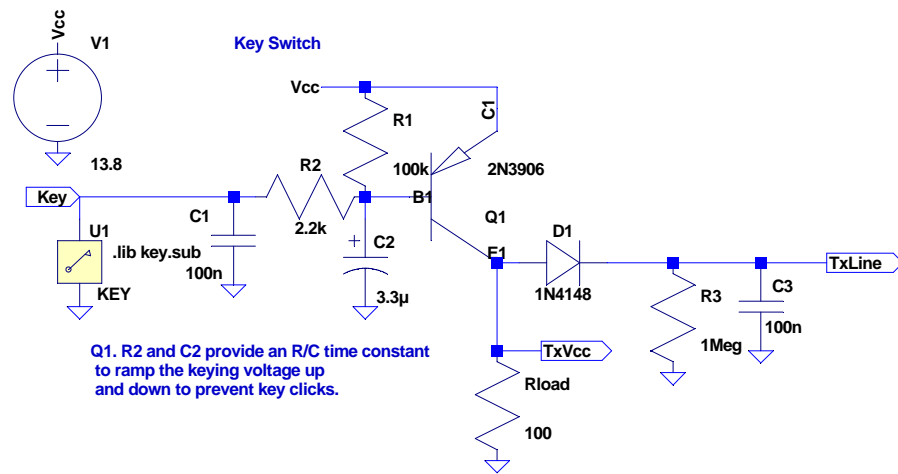 Vcc
V1
13.8
Key Switch
Vcc
R1
100k
C1
2N3906
B1
Q1
E1
Key
U1
.lib key.sub
KEY
C1
100n
R2
2.2k
C2
3.3µ
D1
1N4148
TxLine
R3
1Meg
C3
100n
TxVcc
Rload
100
Q1. R2 and C2 provide an R/C time constant
to ramp the keying voltage up
and down to prevent key clicks.